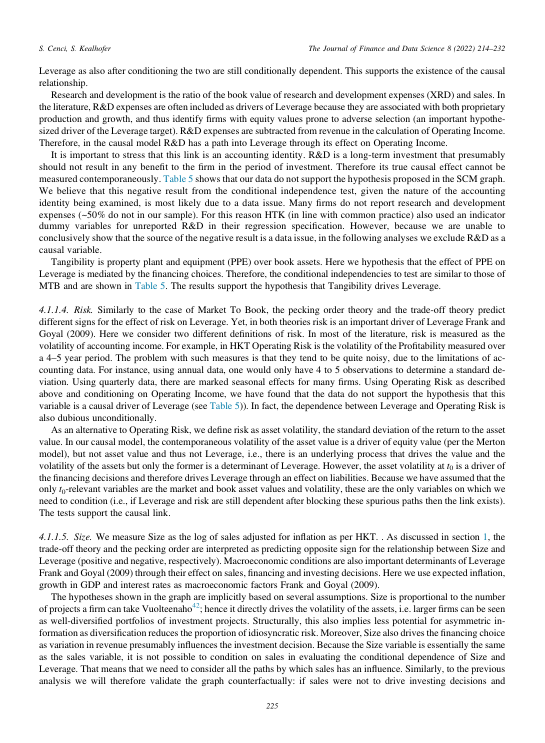 S. Cenci, S. Kealhofer
The Journal of Finance and Data Science 8 (2022) 214–232
Leverage as also after conditioning the two are still conditionally dependent. This supports the existence of the causal
relationship.
Research and development is the ratio of the book value of research and development expenses (XRD) and sales. In
the literature, R&D expenses are often included as drivers of Leverage because they are associated with both proprietary
production and growth, and thus identify firms with equity values prone to adverse selection (an important hypothe-
sized driver of the Leverage target). R&D expenses are subtracted from revenue in the calculation of Operating Income.
Therefore, in the causal model R&D has a path into Leverage through its effect on Operating Income.
It is important to stress that this link is an accounting identity. R&D is a long-term investment that presumably
should not result in any benefit to the firm in the period of investment. Therefore its true causal effect cannot be
measured contemporaneously. Table 5 shows that our data do not support the hypothesis proposed in the SCM graph.
We believe that this negative result from the conditional independence test, given the nature of the accounting
identity being examined, is most likely due to a data issue. Many firms do not report research and development
expenses (~50% do not in our sample). For this reason HTK (in line with common practice) also used an indicator
dummy variables for unreported R&D in their regression specification. However, because we are unable to
conclusively show that the source of the negative result is a data issue, in the following analyses we exclude R&D as a
causal variable.
Tangibility is property plant and equipment (PPE) over book assets. Here we hypothesis that the effect of PPE on
Leverage is mediated by the financing choices. Therefore, the conditional independencies to test are similar to those of
MTB and are shown in Table 5. The results support the hypothesis that Tangibility drives Leverage.
4.1.1.4. Risk. Similarly to the case of Market To Book, the pecking order theory and the trade-off theory predict
different signs for the effect of risk on Leverage. Yet, in both theories risk is an important driver of Leverage Frank and
Goyal (2009). Here we consider two different definitions of risk. In most of the literature, risk is measured as the
volatility of accounting income. For example, in HKT Operating Risk is the volatility of the Profitability measured over
a 4–5 year period. The problem with such measures is that they tend to be quite noisy, due to the limitations of ac-
counting data. For instance, using annual data, one would only have 4 to 5 observations to determine a standard de-
viation. Using quarterly data, there are marked seasonal effects for many firms. Using Operating Risk as described
above and conditioning on Operating Income, we have found that the data do not support the hypothesis that this
variable is a causal driver of Leverage (see Table 5)). In fact, the dependence between Leverage and Operating Risk is
also dubious unconditionally.
As an alternative to Operating Risk, we define risk as asset volatility, the standard deviation of the return to the asset
value. In our causal model, the contemporaneous volatility of the asset value is a driver of equity value (per the Merton
model), but not asset value and thus not Leverage, i.e., there is an underlying process that drives the value and the
volatility of the assets but only the former is a determinant of Leverage. However, the asset volatility at t0 is a driver of
the financing decisions and therefore drives Leverage through an effect on liabilities. Because we have assumed that the
only t0-relevant variables are the market and book asset values and volatility, these are the only variables on which we
need to condition (i.e., if Leverage and risk are still dependent after blocking these spurious paths then the link exists).
The tests support the causal link.
4.1.1.5. Size. We measure Size as the log of sales adjusted for inflation as per HKT. . As discussed in section 1, the
trade-off theory and the pecking order are interpreted as predicting opposite sign for the relationship between Size and
Leverage (positive and negative, respectively). Macroeconomic conditions are also important determinants of Leverage
Frank and Goyal (2009) through their effect on sales, financing and investing decisions. Here we use expected inflation,
growth in GDP and interest rates as macroeconomic factors Frank and Goyal (2009).
The hypotheses shown in the graph are implicitly based on several assumptions. Size is proportional to the number
of projects a firm can take Vuolteenaho42; hence it directly drives the volatility of the assets, i.e. larger firms can be seen
as well-diversified portfolios of investment projects. Structurally, this also implies less potential for asymmetric in-
formation as diversification reduces the proportion of idiosyncratic risk. Moreover, Size also drives the financing choice
as variation in revenue presumably influences the investment decision. Because the Size variable is essentially the same
as the sales variable, it is not possible to condition on sales in evaluating the conditional dependence of Size and
Leverage. That means that we need to consider all the paths by which sales has an influence. Similarly, to the previous
analysis we will therefore validate the graph counterfactually: if sales were not to drive investing decisions and
225